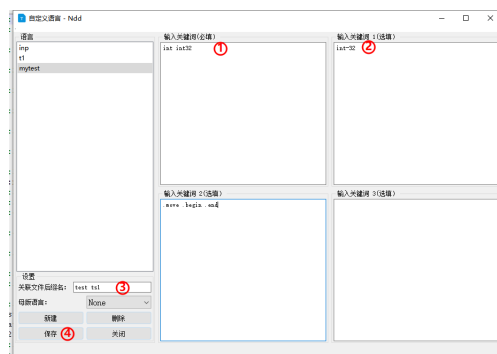 自定义语言 - Ndd
语言
inp
t1
mytest
输入关键词(必填)
①
int int32
输入关键词 1(选填)
②
int-32
输入关键词 2(选填)
.move .begin .end
输入关键词 3(选填)
设置
关联文件后缀名: test ts1 ③
母版语言: None
新建 删除
保存 ④ 关闭